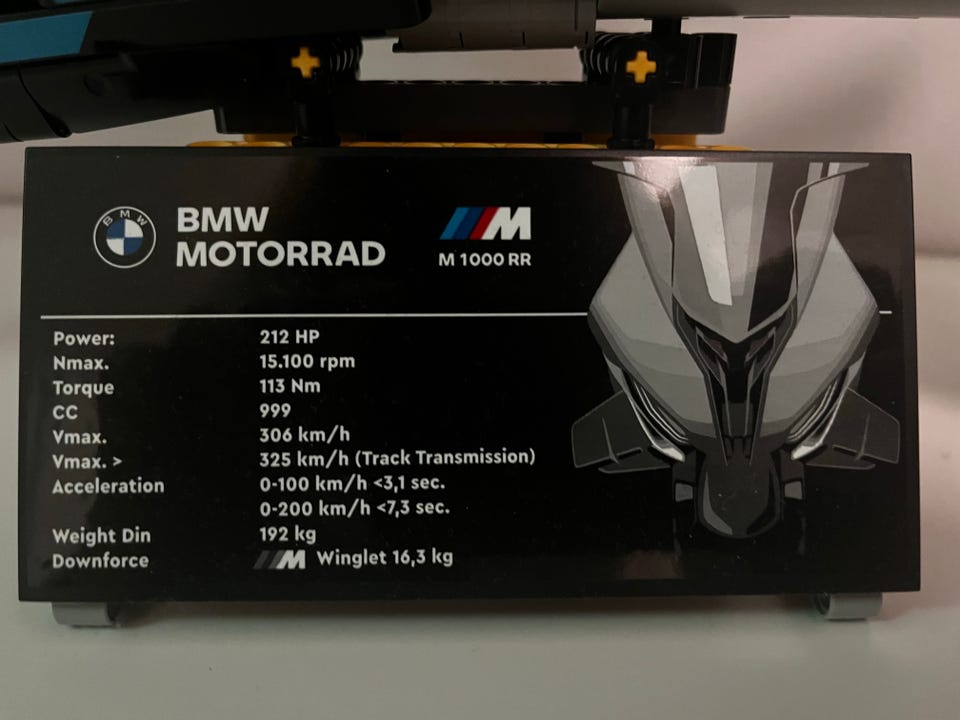 BMW
BMW
MOTORRAD
M
M 1000 RR
Power: 212 HP
Nmax. 15.100 rpm
Torque 113 Nm
CC 999
Vmax. 306 km/h
Vmax. > 325 km/h (Track Transmission)
Acceleration 0-100 km/h <3,1 sec.
0-200 km/h <7,3 sec.
Weight Din 192 kg
Downforce M Winglet 16,3 kg